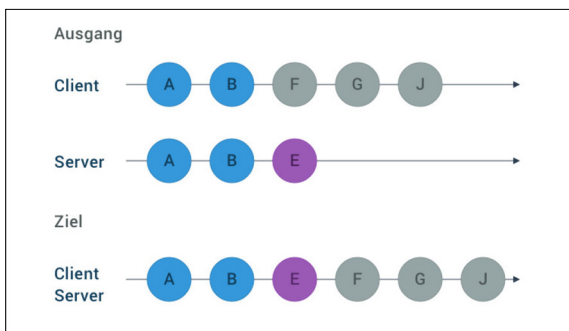 Ausgang
Client A B F G J
Server A B E
Ziel
Client
Server A B E F G J